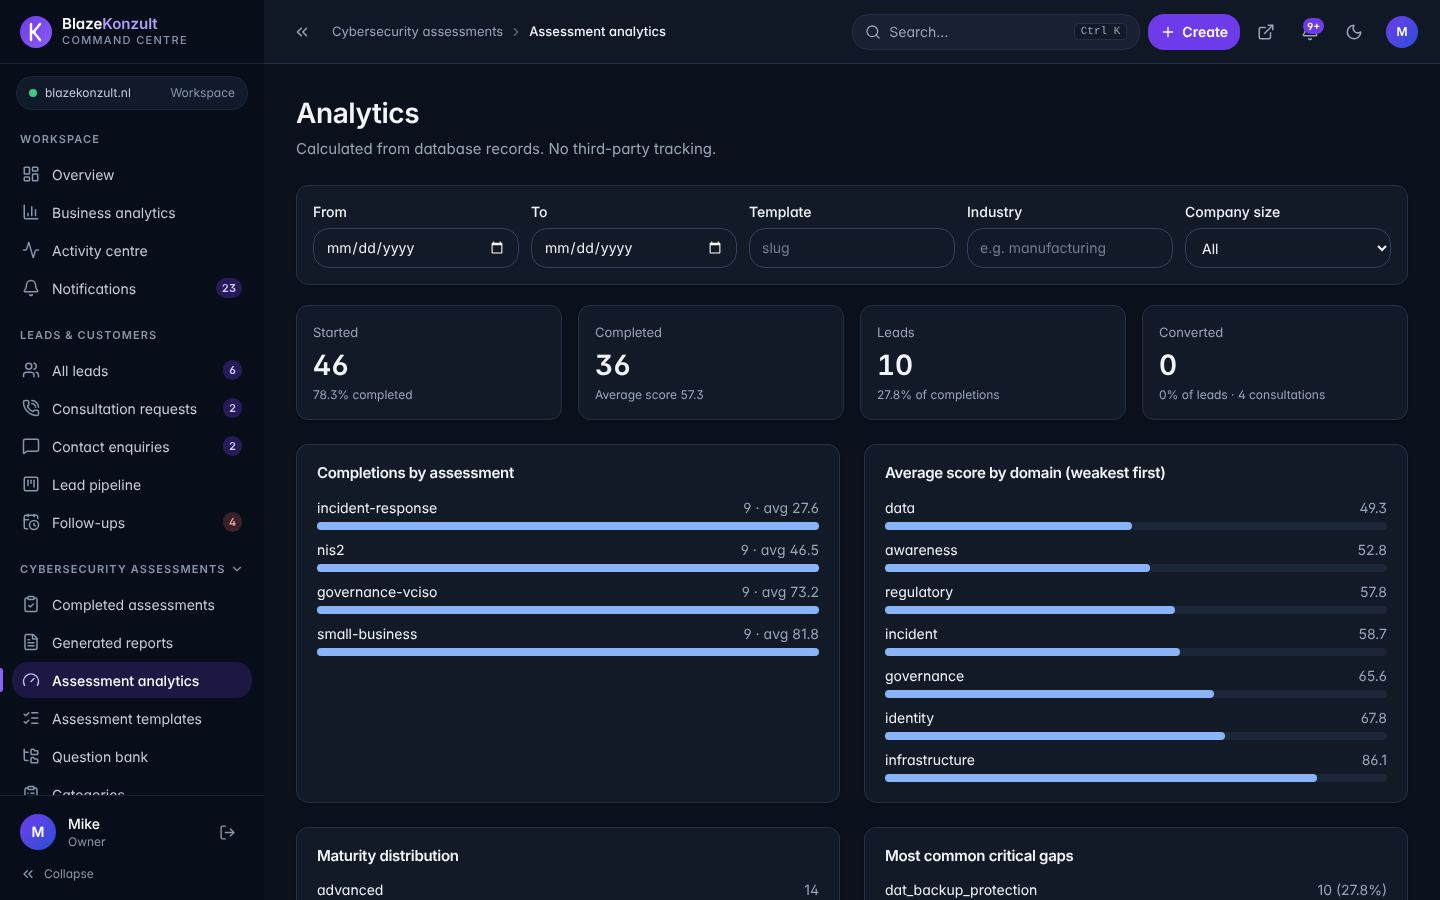 BlazeKonzult
COMMAND CENTRE
Cybersecurity assessments > Assessment analytics
Search...
Ctrl K
+ Create
9+
M
blazekonzult.nl
Workspace
WORKSPACE
Overview
Business analytics
Activity centre
Notifications
23
LEADS & CUSTOMERS
All leads
6
Consultation requests
2
Contact enquiries
2
Lead pipeline
Follow-ups
4
CYBERSECURITY ASSESSMENTS
Completed assessments
Generated reports
Assessment analytics
Assessment templates
Question bank
Categories
M
Mike
Owner
Collapse
Analytics
Calculated from database records. No third-party tracking.
From
mm/dd/yyyy
To
mm/dd/yyyy
Template
slug
Industry
e.g. manufacturing
Company size
All
Started
46
78.3% completed
Completed
36
Average score 57.3
Leads
10
27.8% of completions
Converted
0
0% of leads · 4 consultations
Completions by assessment
incident-response 9 · avg 27.6
nis2 9 · avg 46.5
governance-vciso 9 · avg 73.2
small-business 9 · avg 81.8
Average score by domain (weakest first)
data 49.3
awareness 52.8
regulatory 57.8
incident 58.7
governance 65.6
identity 67.8
infrastructure 86.1
Maturity distribution
advanced 14
Most common critical gaps
dat_backup_protection 10 (27.8%)